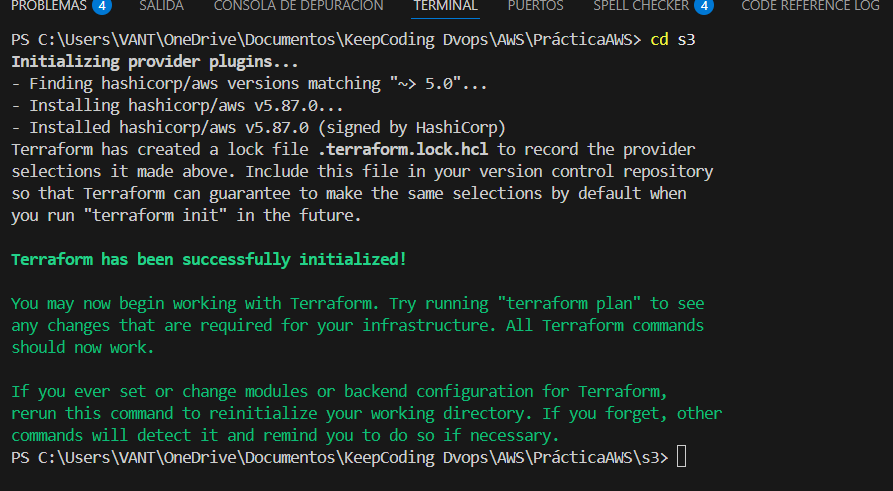 PROBLEMAS 4 SALIDA CONSOLA DE DEPURACIÓN TERMINAL PUERTOS SPELL CHECKER 4 CODE REFERENCE LOG
PS C:\Users\VANT\OneDrive\Documentos\KeepCoding Dvops\AWS\PrácticaAWS> cd s3
Initializing provider plugins...
- Finding hashicorp/aws versions matching "~> 5.0"...
- Installing hashicorp/aws v5.87.0...
- Installed hashicorp/aws v5.87.0 (signed by HashiCorp)
Terraform has created a lock file .terraform.lock.hcl to record the provider
selections it made above. Include this file in your version control repository
so that Terraform can guarantee to make the same selections by default when
you run "terraform init" in the future.
Terraform has been successfully initialized!
You may now begin working with Terraform. Try running "terraform plan" to see
any changes that are required for your infrastructure. All Terraform commands
should now work.
If you ever set or change modules or backend configuration for Terraform,
rerun this command to reinitialize your working directory. If you forget, other
commands will detect it and remind you to do so if necessary.
PS C:\Users\VANT\OneDrive\Documentos\KeepCoding Dvops\AWS\PrácticaAWS\s3>